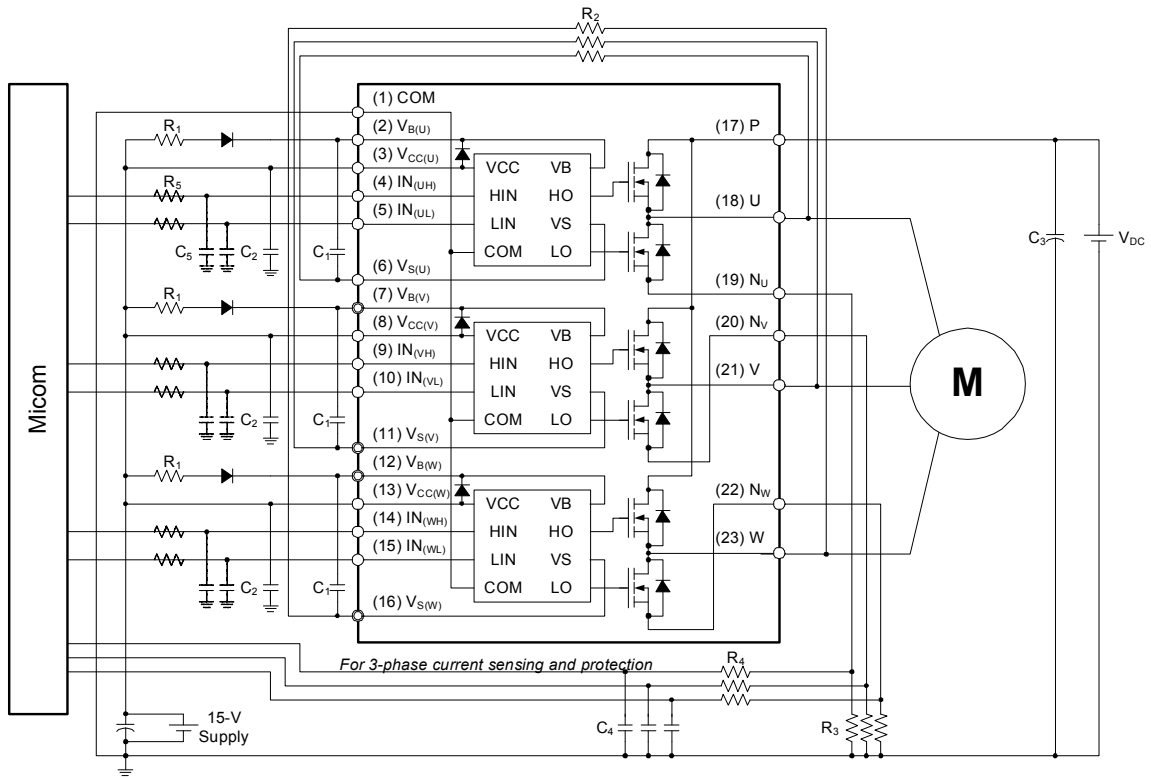 R2
Micom
R1
R5
C5
C2
C1
R1
C2
C1
R1
C2
C1
15-V
Supply
(1) COM
(2) VB(U)
(3) VCC(U)
(4) IN(UH)
(5) IN(UL)
(6) VS(U)
(7) VB(V)
(8) VCC(V)
(9) IN(VH)
(10) IN(VL)
(11) VS(V)
(12) VB(W)
(13) VCC(W)
(14) IN(WH)
(15) IN(WL)
(16) VS(W)
VCC VB
HIN HO
LIN VS
COM LO
VCC VB
HIN HO
LIN VS
COM LO
VCC VB
HIN HO
LIN VS
COM LO
(17) P
(18) U
(19) NU
(20) NV
(21) V
(22) NW
(23) W
C3
VDC
M
For 3-phase current sensing and protection
R4
C4
R3